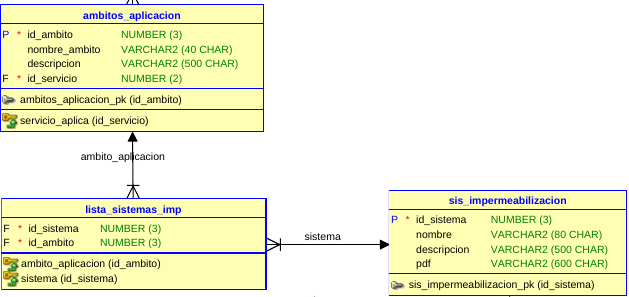 ambitos_aplicacion
P * id_ambito NUMBER (3)
nombre_ambito VARCHAR2 (40 CHAR)
descripcion VARCHAR2 (500 CHAR)
F * id_servicio NUMBER (2)
ambitos_aplicacion_pk (id_ambito)
servicio_aplica (id_servicio)
ambito_aplicacion
lista_sistemas_imp
F * id_sistema NUMBER (3)
F * id_ambito NUMBER (3)
ambito_aplicacion (id_ambito)
sistema (id_sistema)
sistema
sis_impermeabilizacion
P * id_sistema NUMBER (3)
nombre VARCHAR2 (80 CHAR)
descripcion VARCHAR2 (500 CHAR)
pdf VARCHAR2 (600 CHAR)
sis_impermeabilizacion_pk (id_sistema)